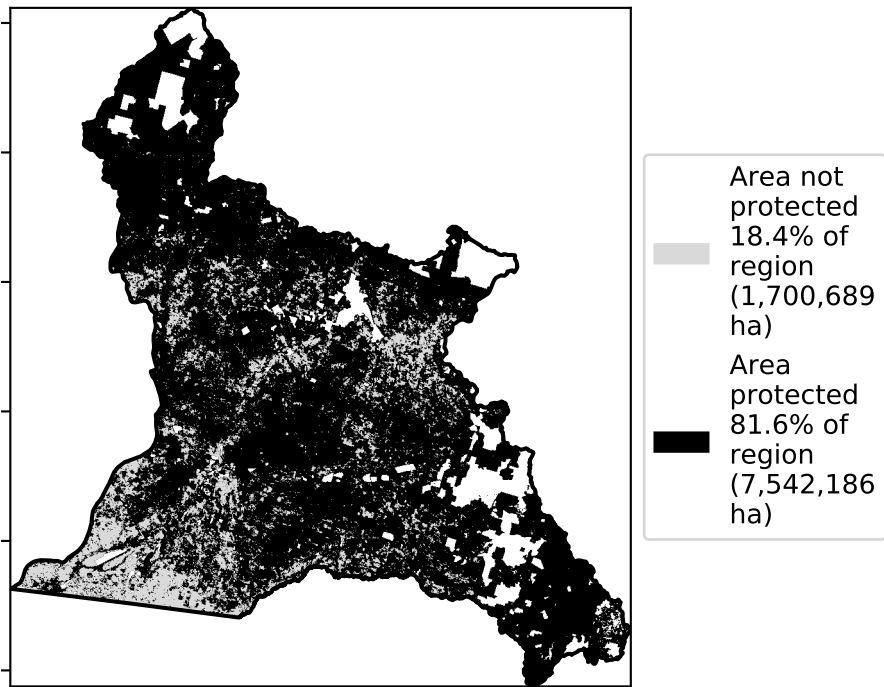 Area not
protected
18.4% of
region
(1,700,689
ha)
Area
protected
81.6% of
region
(7,542,186
ha)